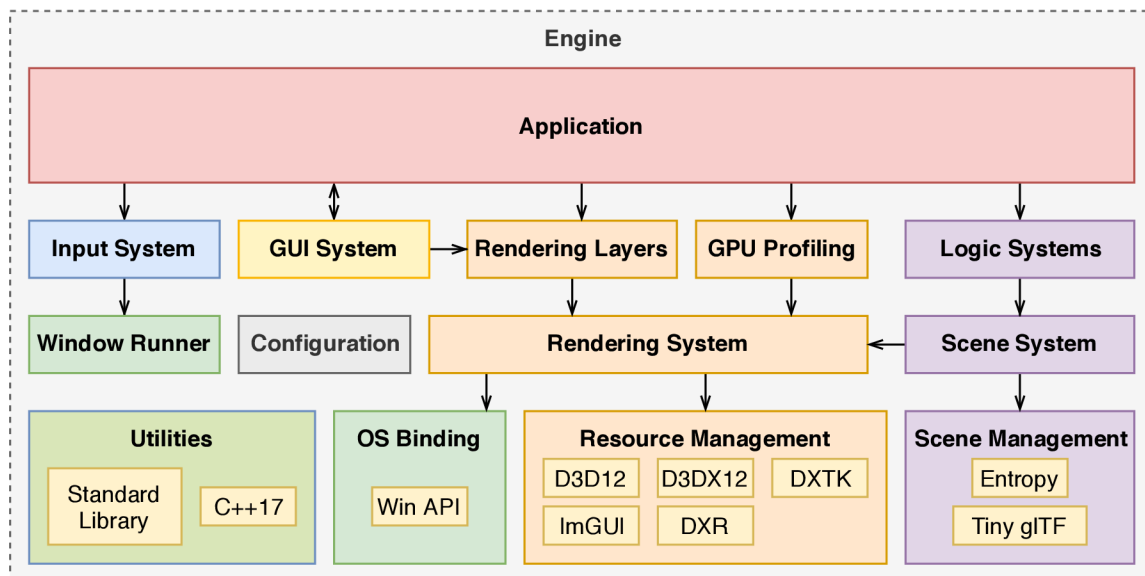 Engine
Application
Input System
GUI System
Rendering Layers
GPU Profiling
Logic Systems
Window Runner
Configuration
Rendering System
Scene System
Utilities
Standard
Library
C++17
OS Binding
Win API
Resource Management
D3D12
D3DX12
DXTK
ImGUI
DXR
Scene Management
Entropy
Tiny glTF